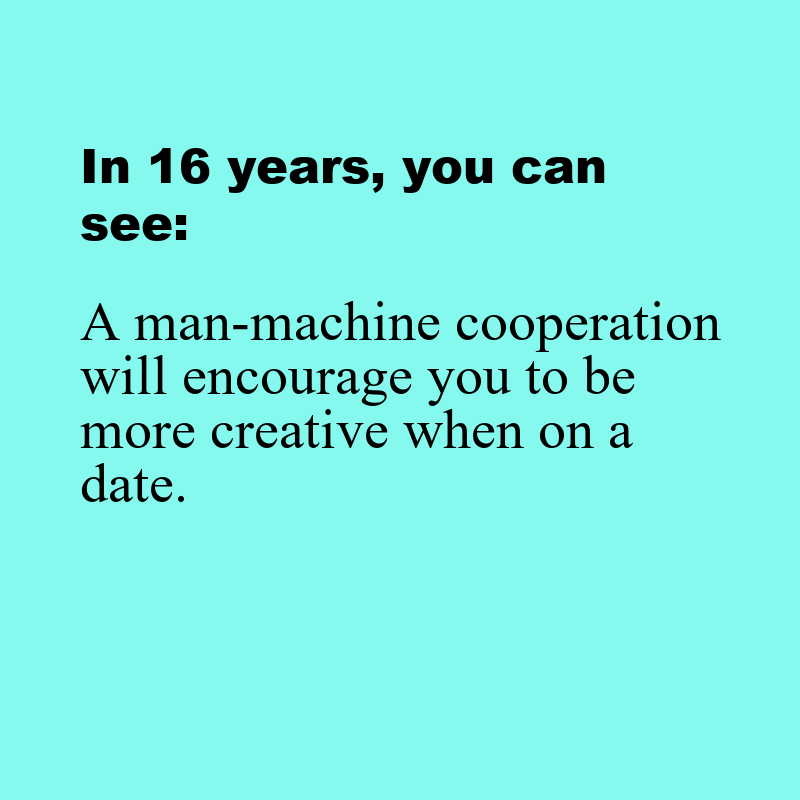 In 16 years, you can
see:
A man-machine cooperation
will encourage you to be
more creative when on a
date.